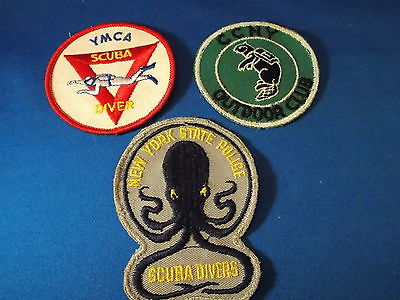 YMCA
SCUBA
DIVER
CCNY
OUTDOOR CLUB
NEW YORK STATE POLICE
SCUBA DIVERS